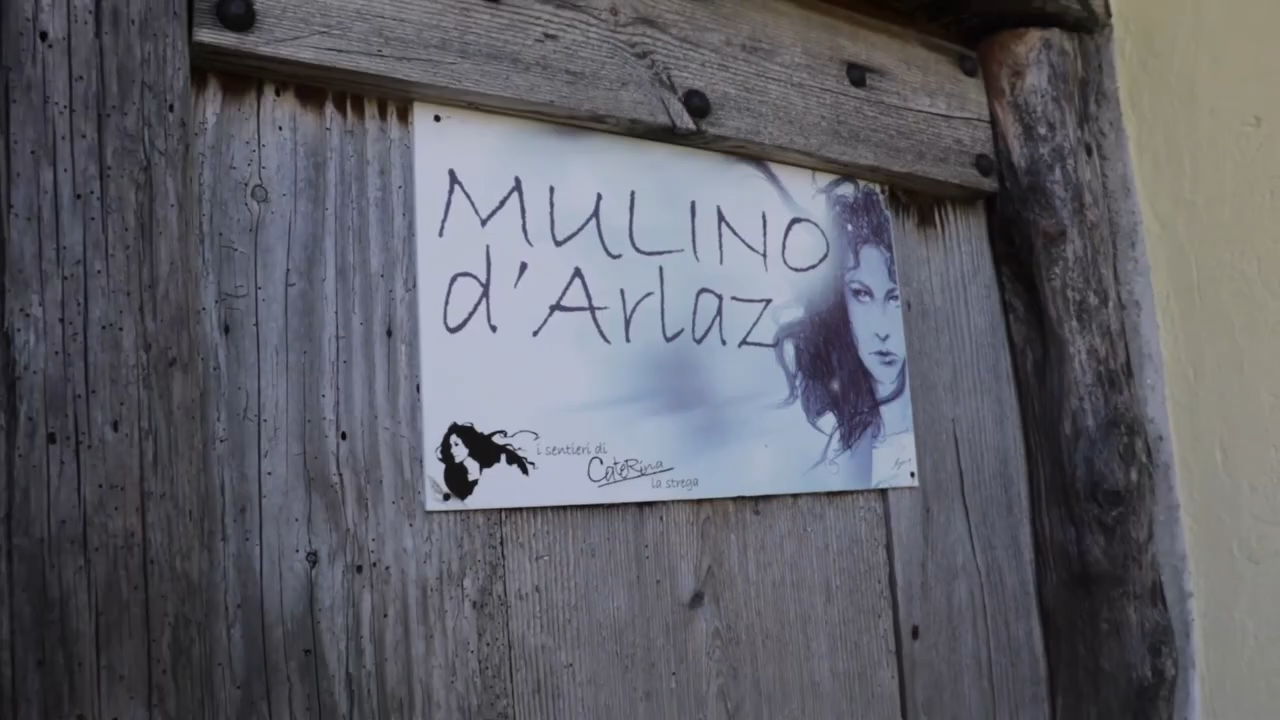 MULINO
d'Arlaz
i sentieri di
CateRina
la strega